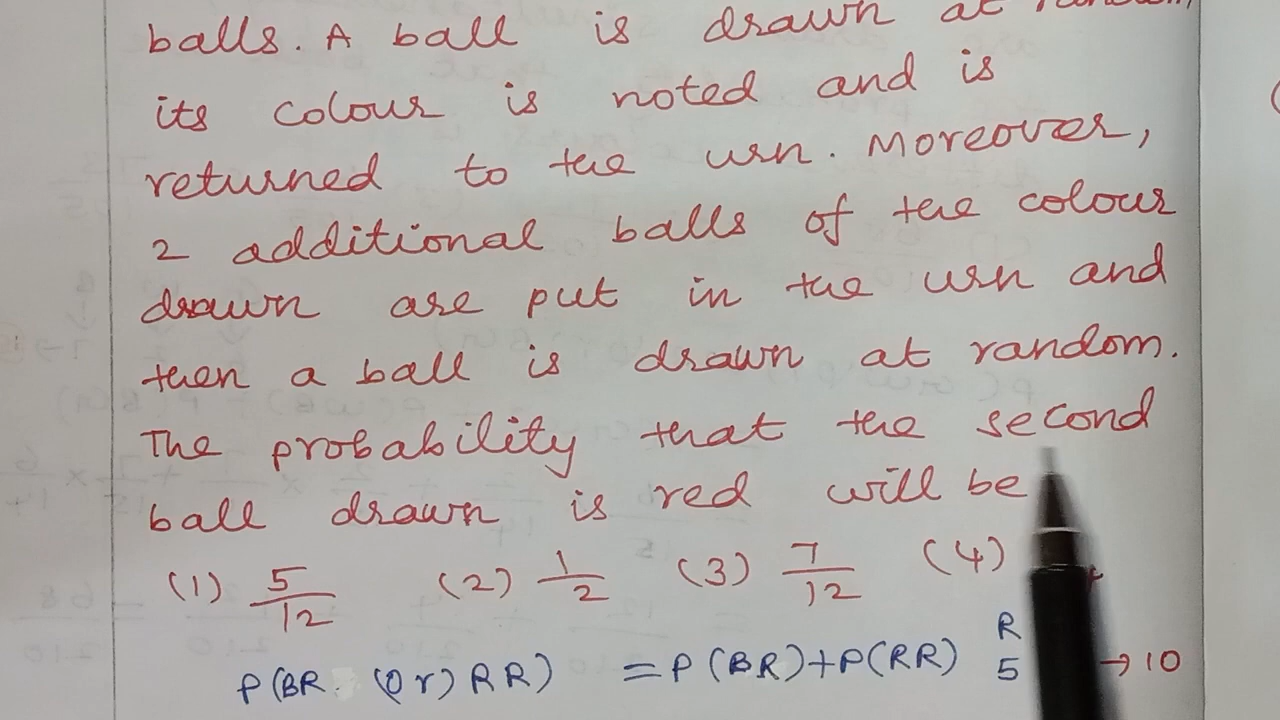 balls. A ball is drawn at random,
its colour is noted and is
returned to the urn. Moreover,
2 additional balls of the colour
drawn are put in the urn and
then a ball is drawn at random.
The probability that the second
ball drawn is red will be
(1) 5/12 (2) 1/2 (3) 7/12 (4)
P(BR (Or) RR) = P(BR)+P(RR) R
5 → 10